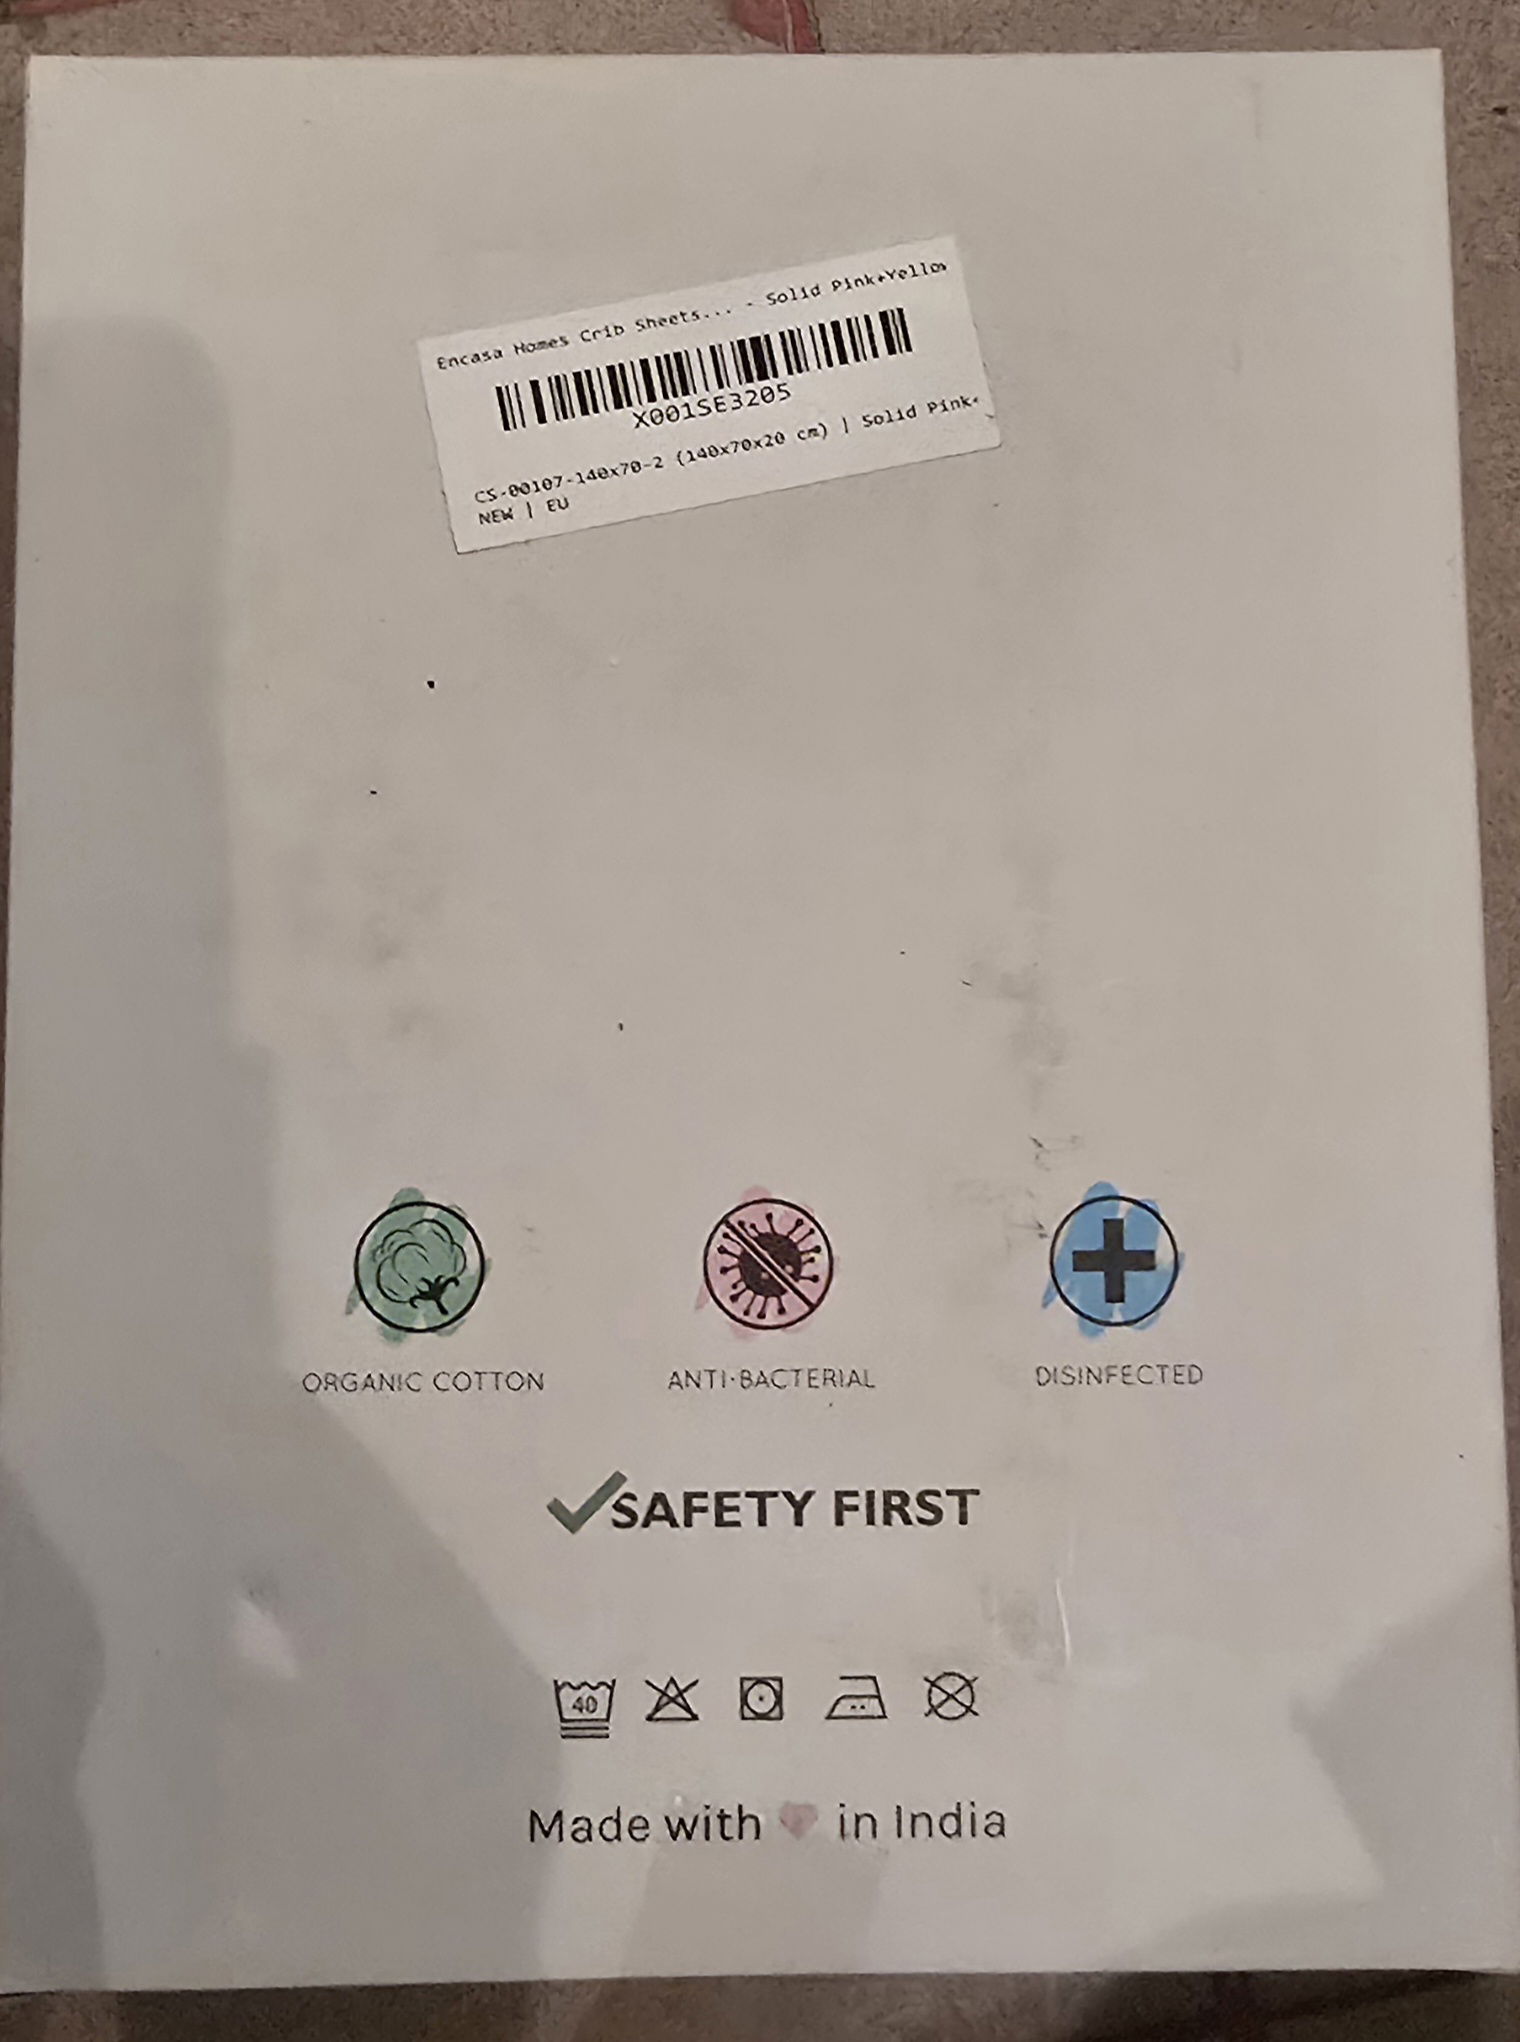 Encasa Homes Crib Sheets... - Solid Pink+Yellow
X001SE3205
CS-00107-140x70-2 (140x70x20 cm) | Solid Pink+
NEW | EU
ORGANIC COTTON
ANTI-BACTERIAL
DISINFECTED
SAFETY FIRST
40
Made with in India